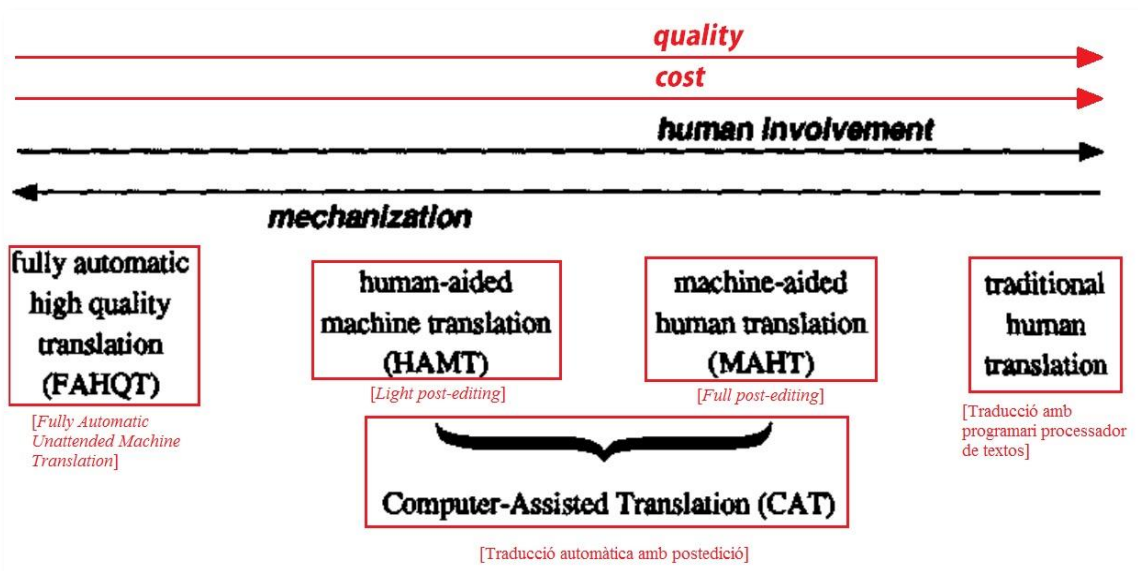 quality
cost
human involvement
mechanization
fully automatic
high quality
translation
(FAHQT)
[Fully Automatic
Unattended Machine
Translation]
human-aided
machine translation
(HAMT)
[Light post-editing]
machine-aided
human translation
(MAHT)
[Full post-editing]
traditional
human
translation
[Traducció amb
programari processador
de textos]
Computer-Assisted Translation (CAT)
[Traducció automàtica amb postedició]